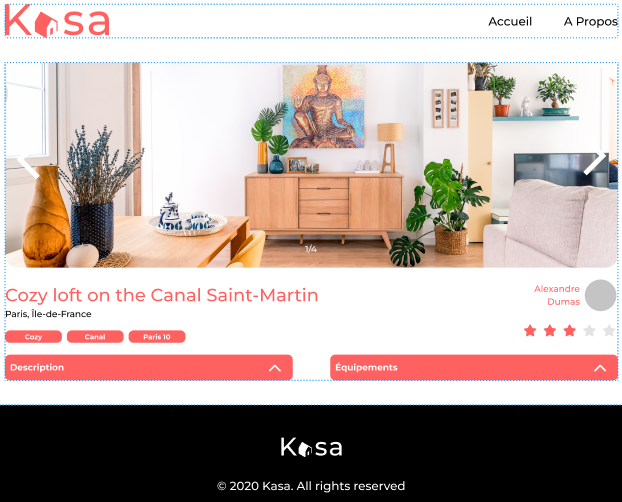 Kasa
Accueil
A Propos
1/4
Cozy loft on the Canal Saint-Martin
Alexandre
Dumas
Paris, Île-de-France
Cozy
Canal
Paris 10
Description
Équipements
Kasa
© 2020 Kasa. All rights reserved